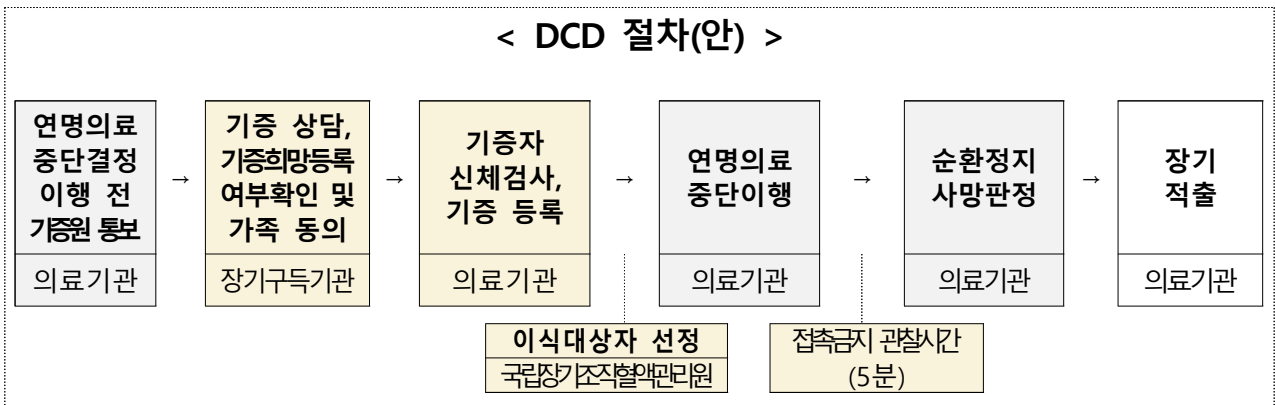 < DCD 절차(안) >
연명의료
중단결정
이행 전
기증원 통보
의료기관
→
기증 상담,
기증희망등록
여부확인 및
가족 동의
장기구득기관
→
기증자
신체검사,
기증 등록
의료기관
→
이식대상자 선정
국립장기조직혈액관리원
연명의료
중단이행
의료기관
→
접촉금지 관찰시간
(5분)
순환정지
사망판정
의료기관
→
장기
적출
의료기관